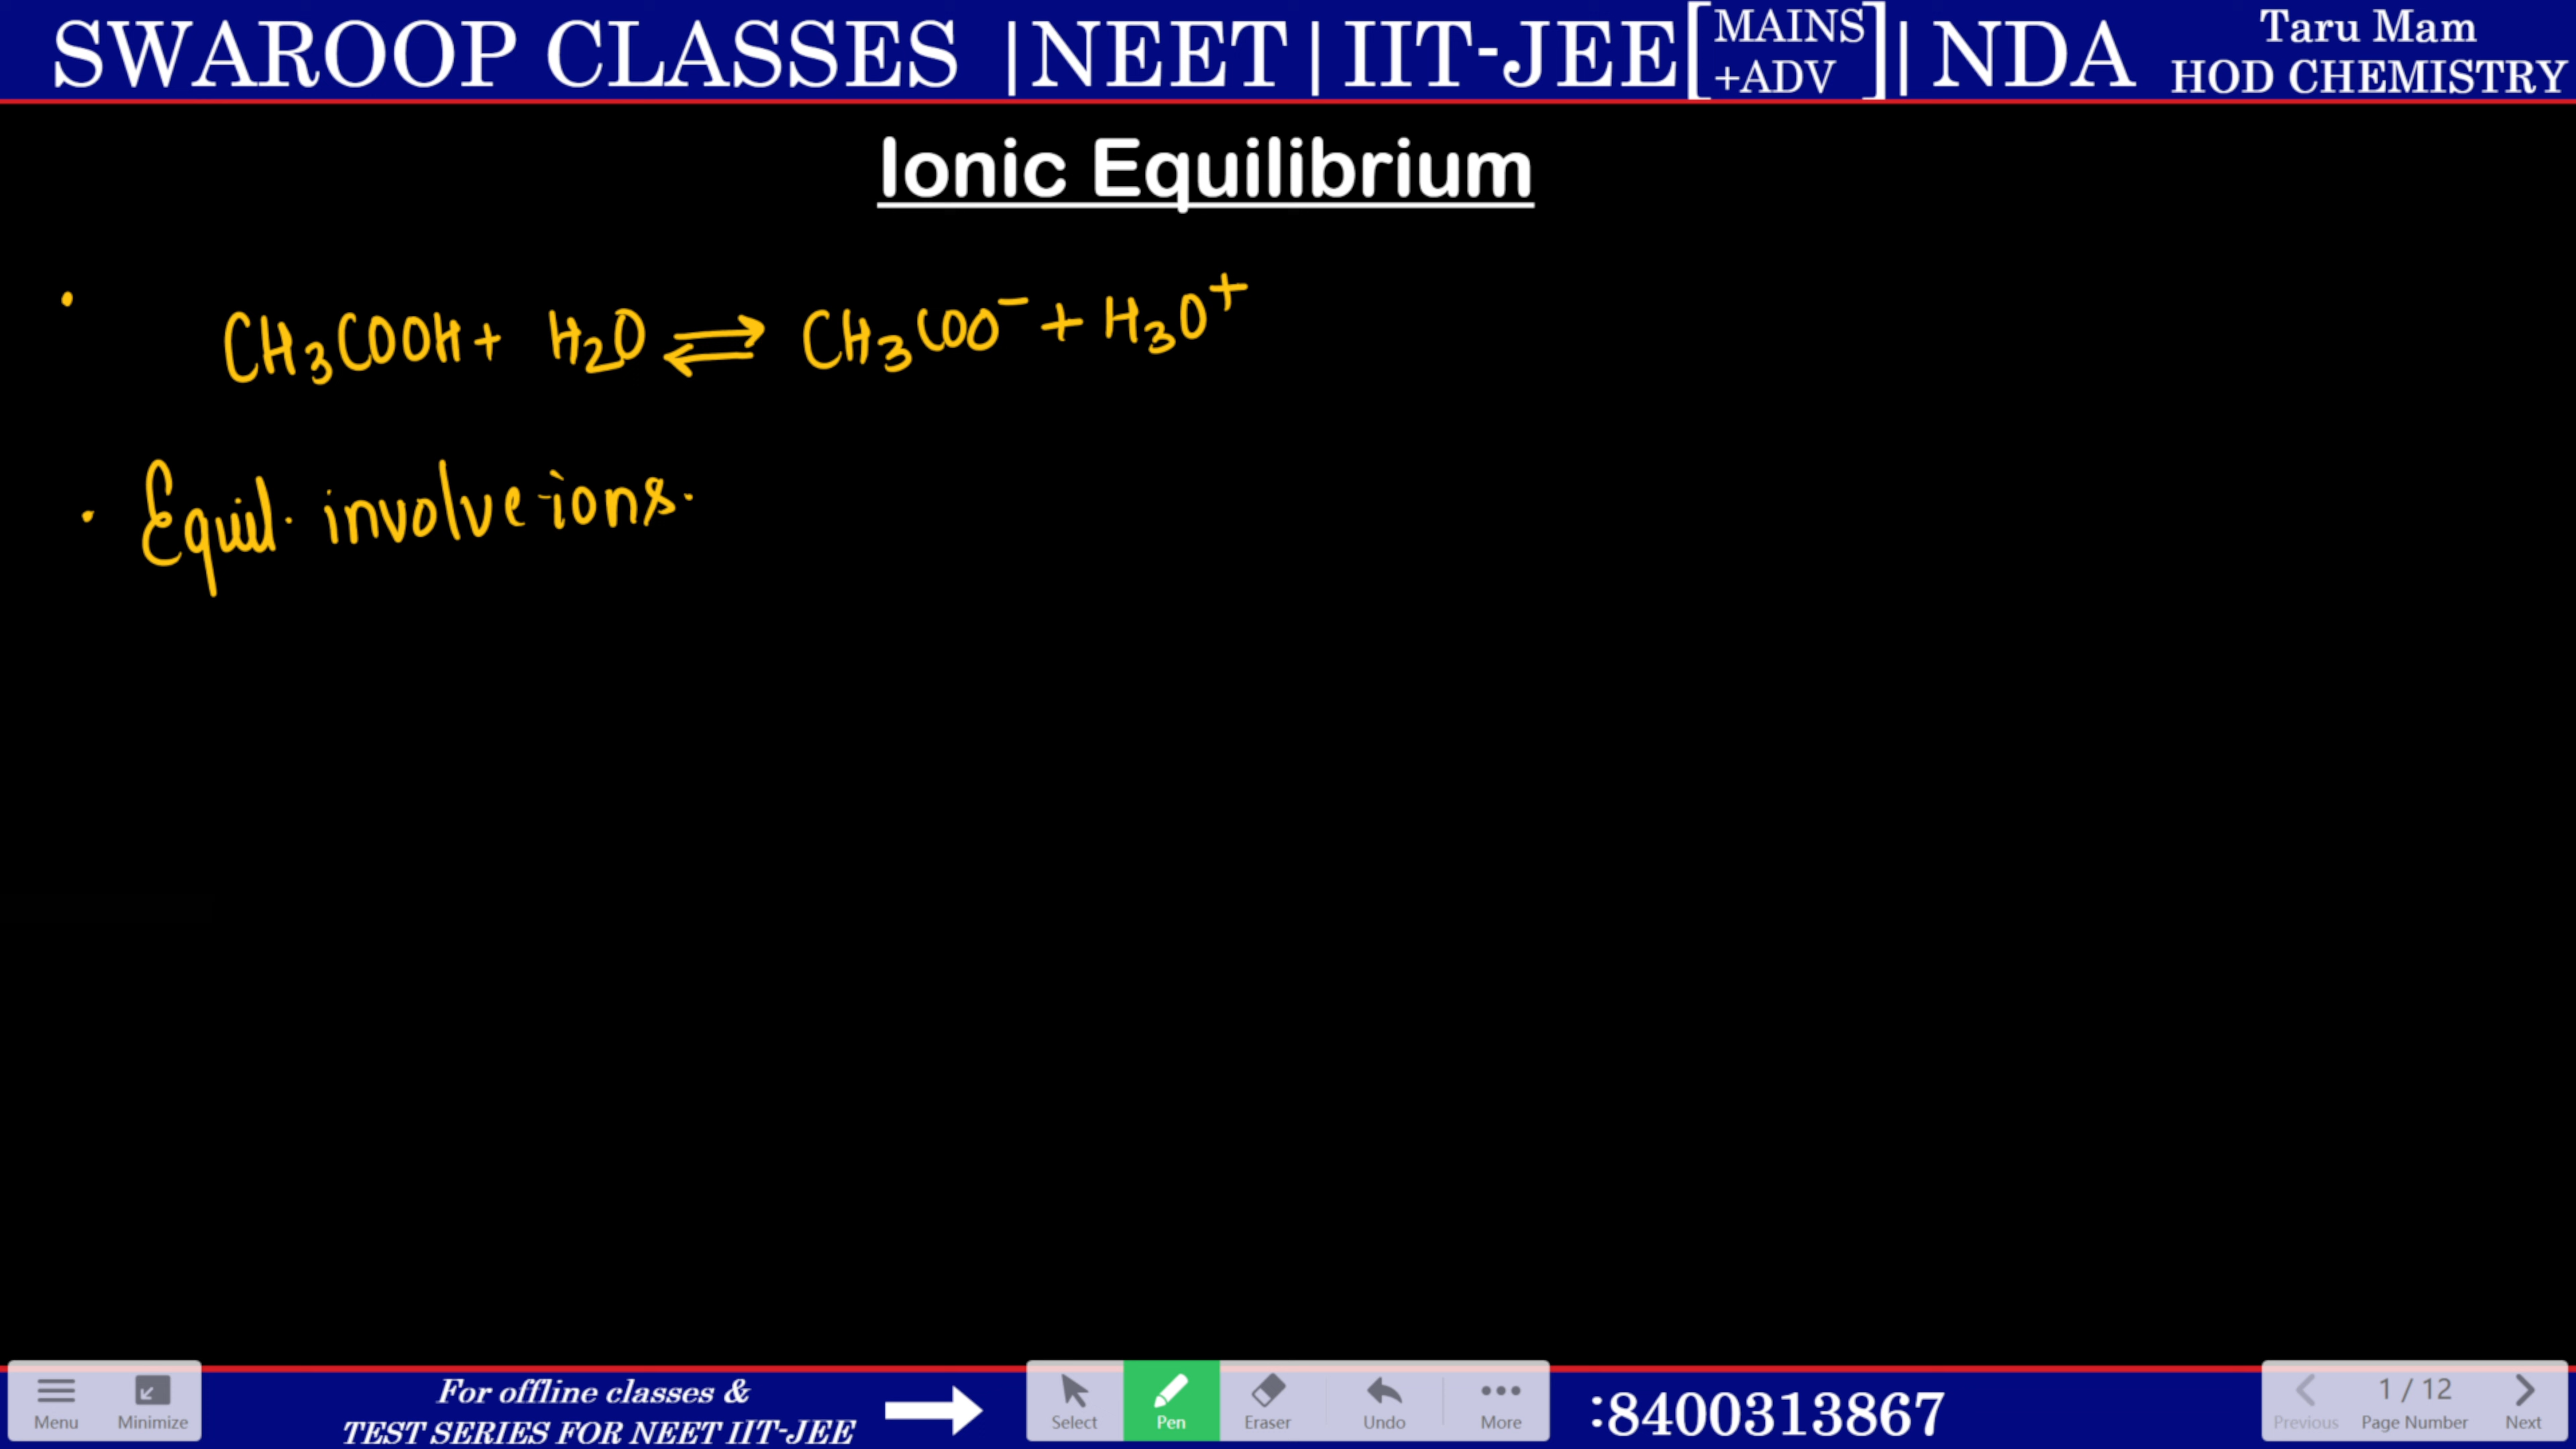 SWAROOP CLASSES |NEET| IIT-JEE[MAINS +ADV]| NDA
Taru Mam
HOD CHEMISTRY
Ionic Equilibrium
• CH₃COOH + H₂O ⇌ CH₃COO⁻ + H₃O⁺
• Equil. involve ions.
Menu
Minimize
For offline classes &
TEST SERIES FOR NEET IIT-JEE
Select
Pen
Eraser
Undo
More
:8400313867
Previous
1 / 12
Page Number
Next